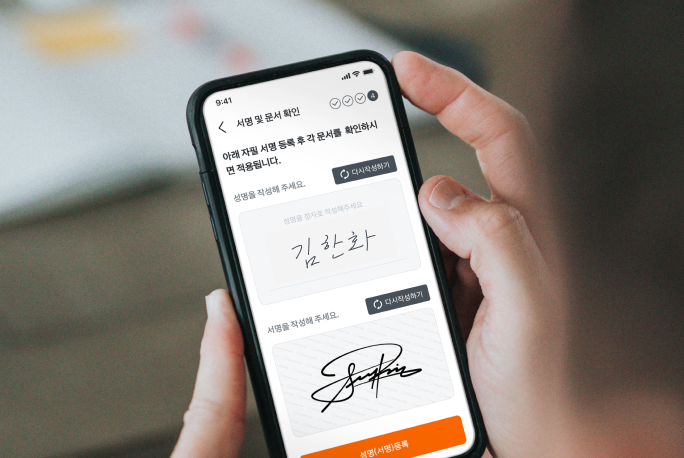 9:41
서명 및 문서 확인
4
아래 자필 서명 등록 후 각 문서를 확인하시
면 적용됩니다.
성명을 작성해 주세요.
다시작성하기
성명을 정자로 작성해주세요
김한화
서명을 작성해 주세요.
다시작성하기
성명(서명)등록